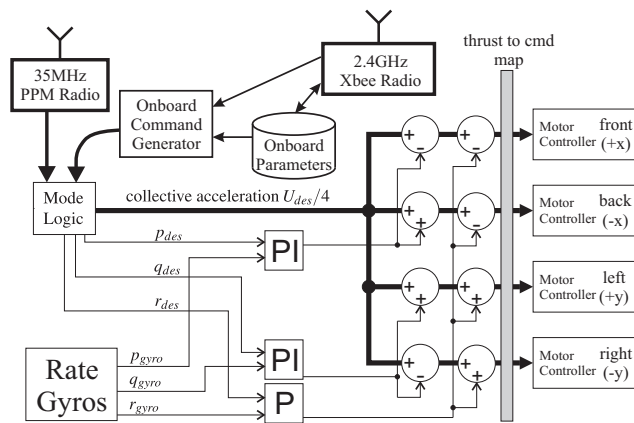 thrust to cmd
map
35MHz
PPM Radio
2.4GHz
Xbee Radio
Onboard
Command
Generator
Onboard
Parameters
Mode
Logic
collective acceleration U_des/4
p_des
q_des
r_des
PI
PI
P
Rate
Gyros
p_gyro
q_gyro
r_gyro
+ - + -
+ + + -
+ + + +
+ - + +
Motor
Controller
front
(+x)
Motor
Controller
back
(-x)
Motor
Controller
left
(+y)
Motor
Controller
right
(-y)